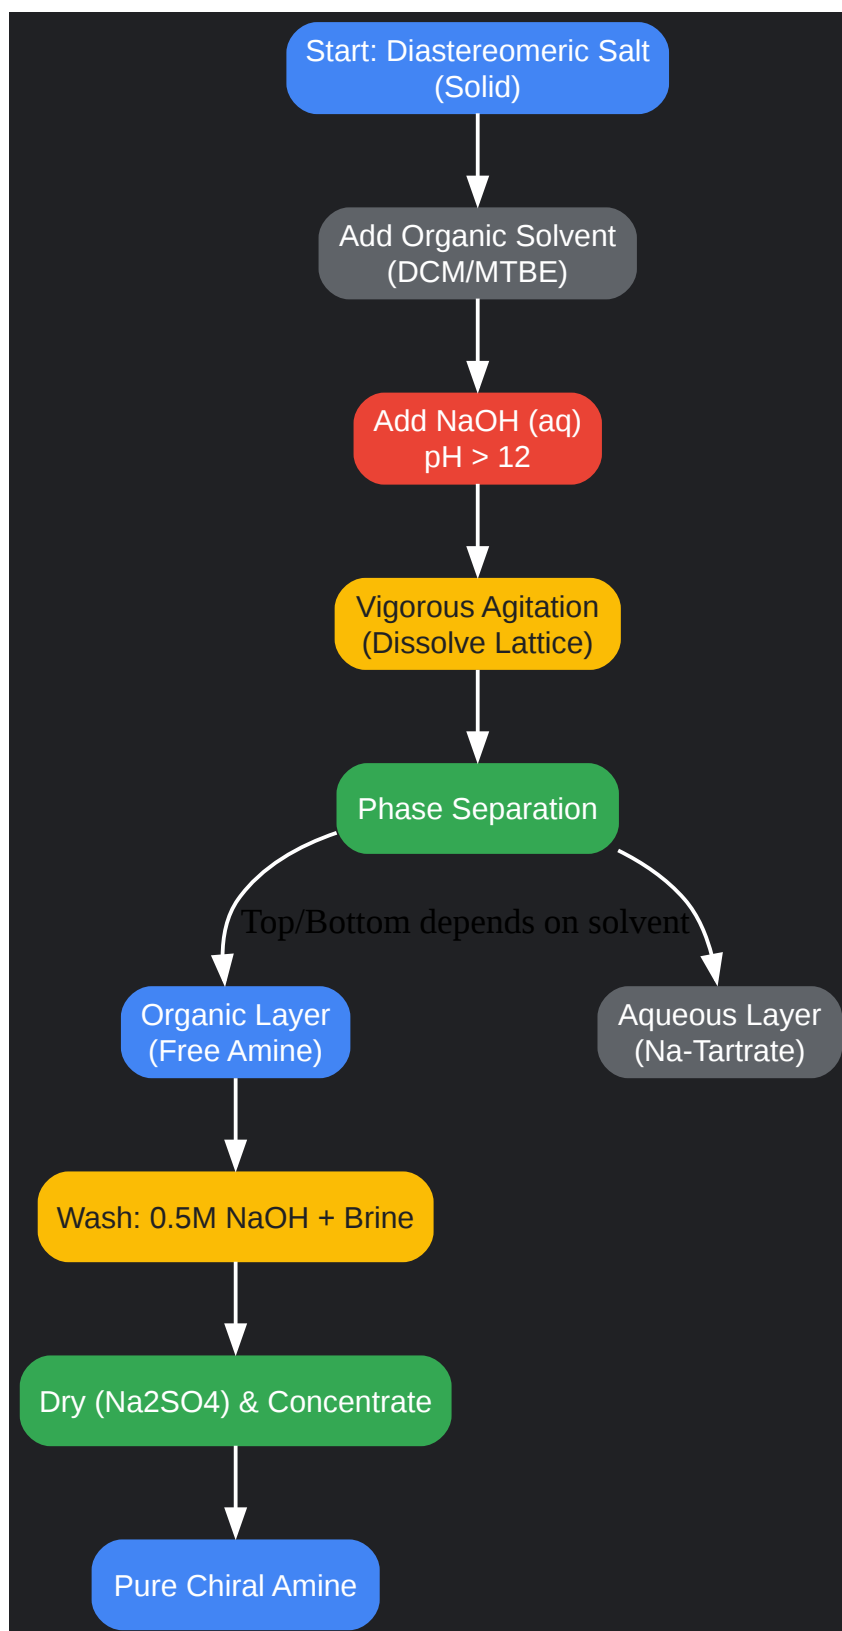 Start: Diastereomeric Salt
(Solid)
Add Organic Solvent
(DCM/MTBE)
Add NaOH (aq)
pH > 12
Vigorous Agitation
(Dissolve Lattice)
Phase Separation
Top/Bottom depends on solvent
Organic Layer
(Free Amine)
Aqueous Layer
(Na-Tartrate)
Wash: 0.5M NaOH + Brine
Dry (Na2SO4) & Concentrate
Pure Chiral Amine